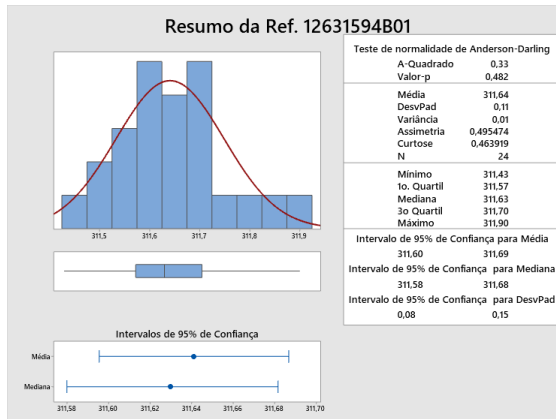 Resumo da Ref. 12631594B01
311,5 311,6 311,7 311,8 311,9
Teste de normalidade de Anderson-Darling
A-Quadrado 0,33
Valor-p 0,482
Média 311,64
DesvPad 0,11
Variância 0,01
Assimetria 0,495474
Curtose 0,463919
N 24
Mínimo 311,43
1o. Quartil 311,57
Mediana 311,63
3o Quartil 311,70
Máximo 311,90
Intervalo de 95% de Confiança para Média
311,60 311,69
Intervalo de 95% de Confiança para Mediana
311,58 311,68
Intervalo de 95% de Confiança para DesvPad
0,08 0,15
Intervalos de 95% de Confiança
Média
Mediana
311,58 311,60 311,62 311,64 311,66 311,68 311,70